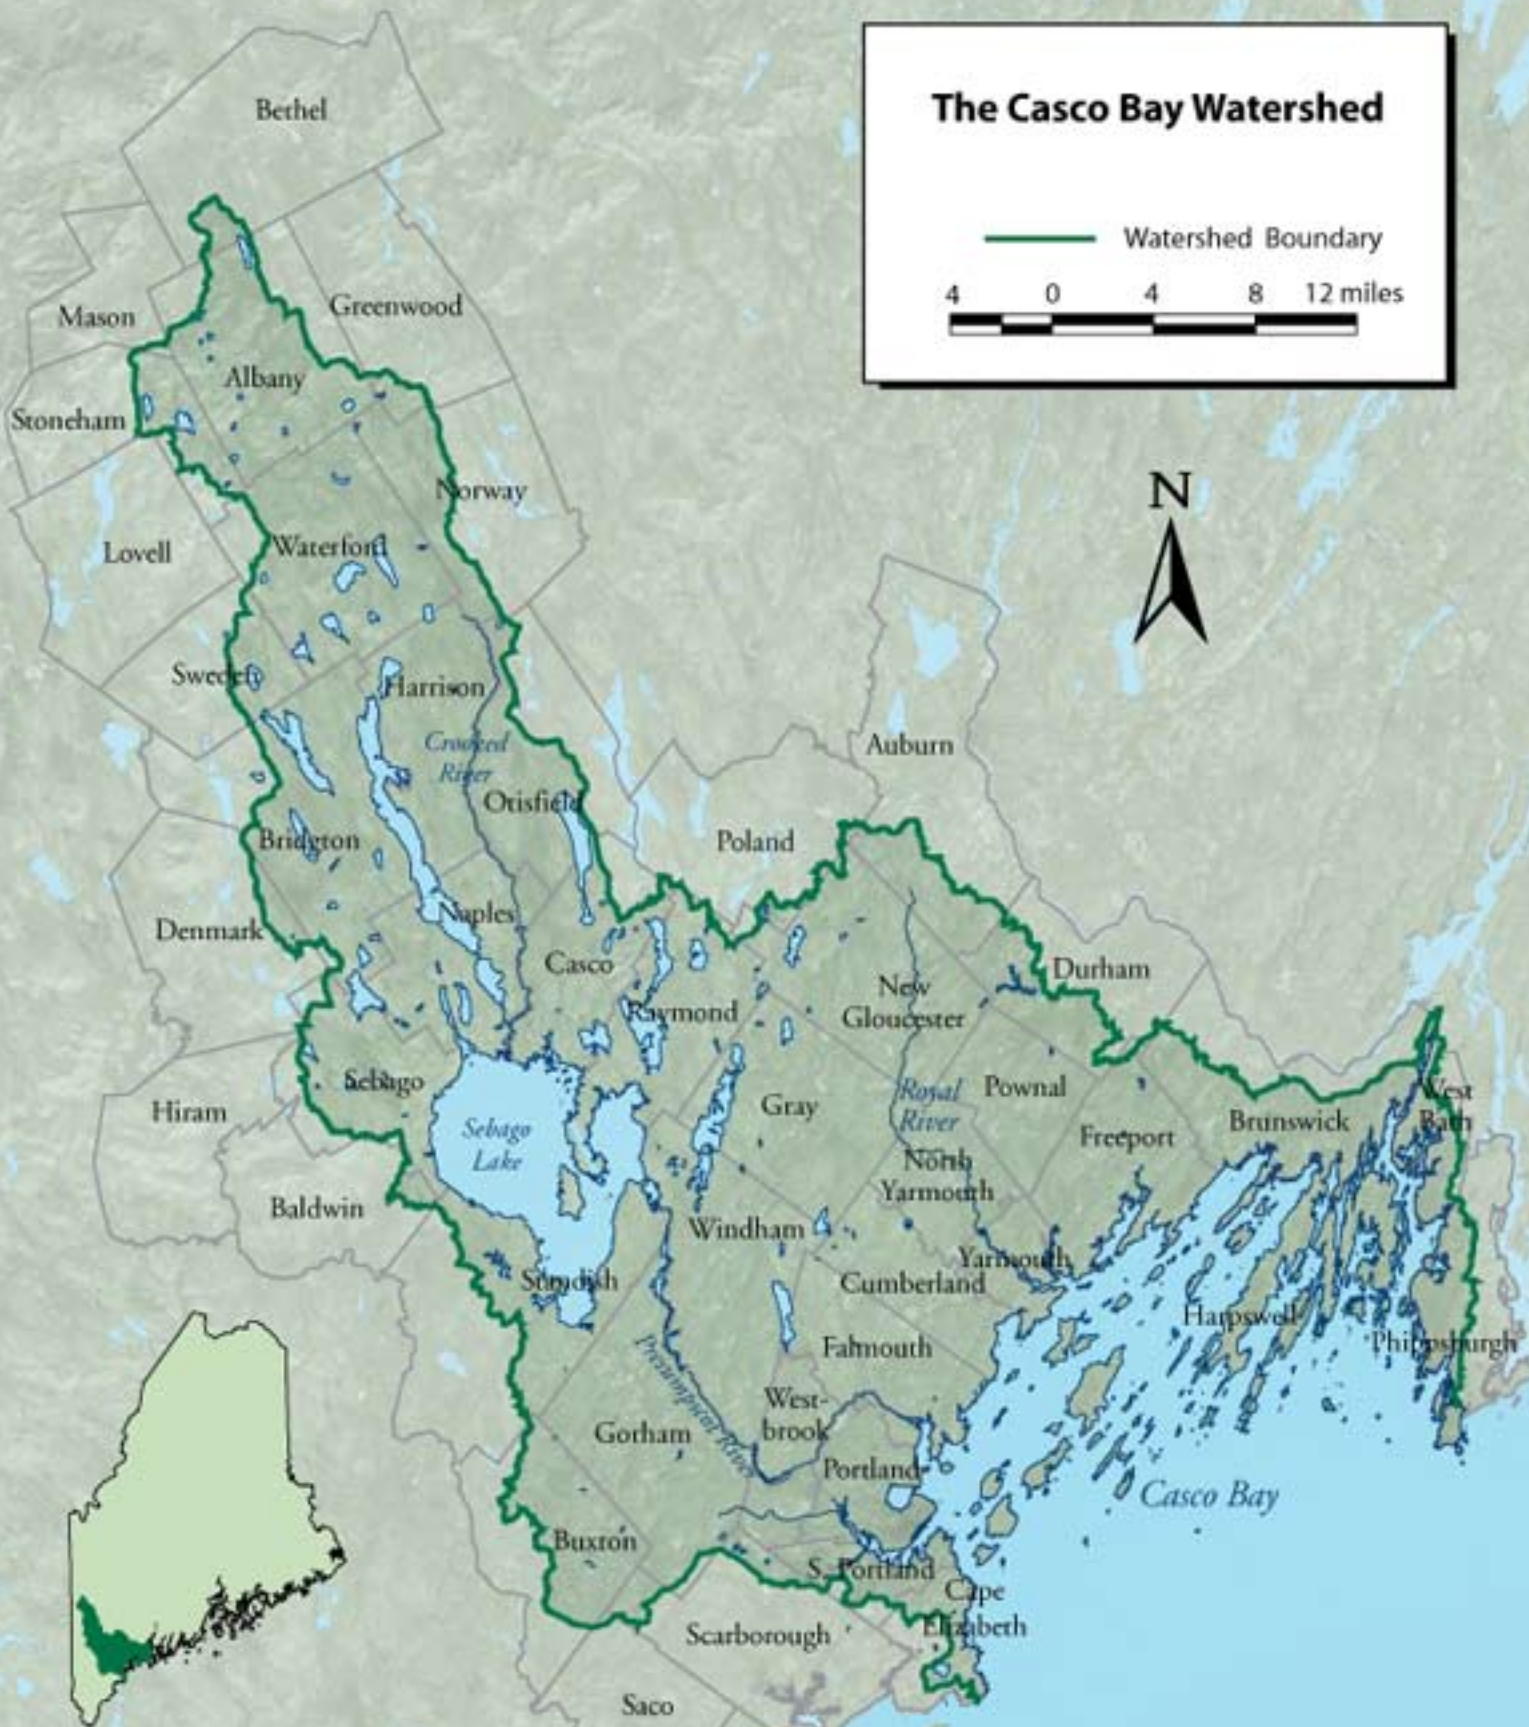 The Casco Bay Watershed
Watershed Boundary
4 0 4 8 12 miles
N
Bethel
Mason
Greenwood
Albany
Stoneham
Norway
Lovell
Waterford
Sweden
Harrison
Crooked
River
Auburn
Otisfield
Bridgton
Poland
Naples
Denmark
Casco
Durham
Raymond
New
Gloucester
Sebago
Hiram
Gray
Royal
River
Pownal
West
Bath
Brunswick
Freeport
Sebago
Lake
North
Yarmouth
Baldwin
Windham
Yarmouth
Standish
Cumberland
Harpswell
Falmouth
Phippsburgh
Presumpscot River
West-
brook
Gorham
Portland
Casco Bay
Buxton
S. Portland
Cape
Elizabeth
Scarborough
Saco